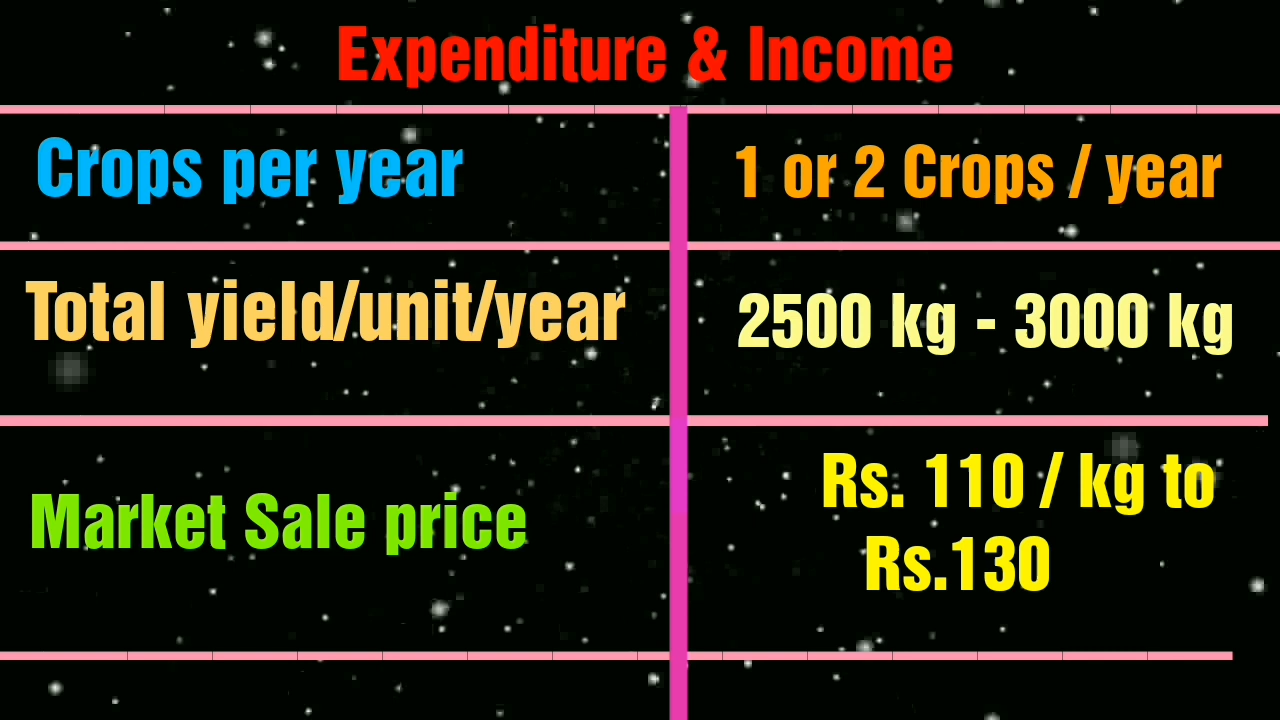 Expenditure & Income
Crops per year
1 or 2 Crops / year
Total yield/unit/year
2500 kg - 3000 kg
Market Sale price
Rs. 110 / kg to
Rs.130